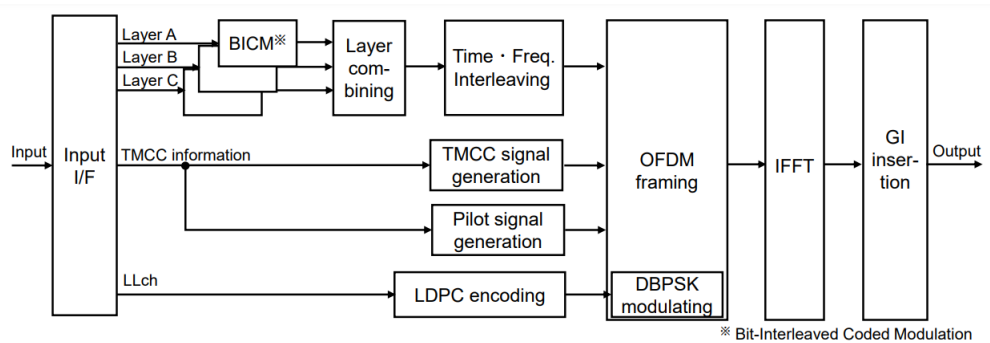 Layer A
Layer B
Layer C
BICM※
Layer
com-
bining
Time・Freq.
Interleaving
Input
Input
I/F
TMCC information
TMCC signal
generation
Pilot signal
generation
LLch
LDPC encoding
OFDM
framing
DBPSK
modulating
IFFT
GI
inser-
tion
Output
※ Bit-Interleaved Coded Modulation